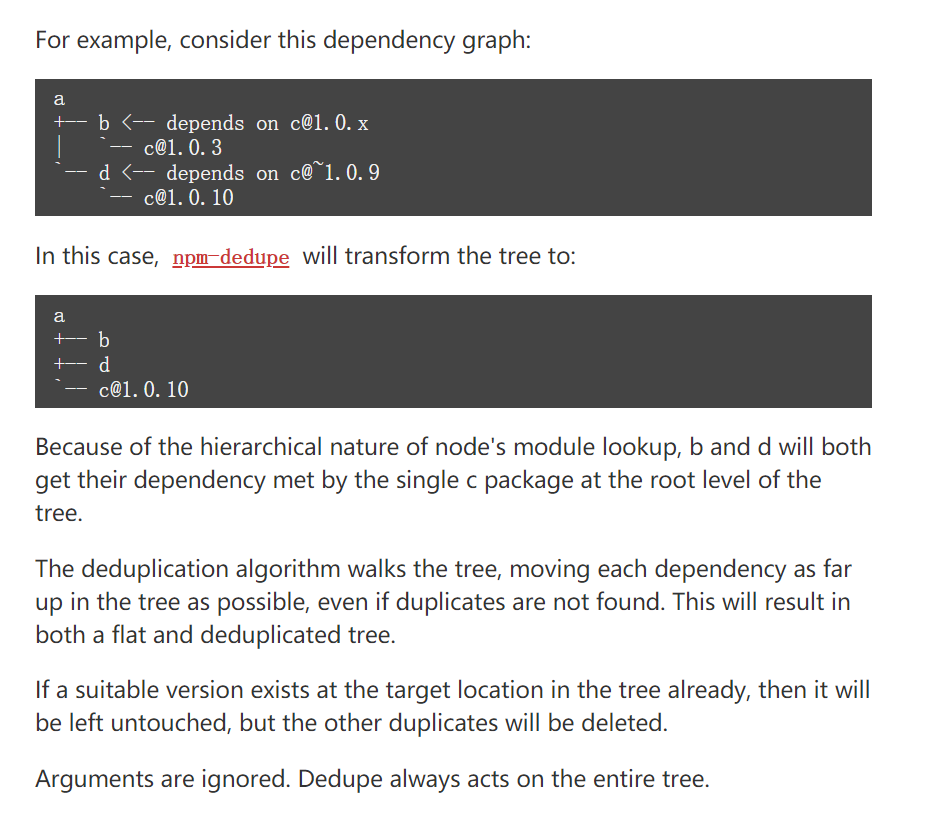 For example, consider this dependency graph:
a
+-- b <-- depends on c@1.0.x
|   `-- c@1.0.3
`-- d <-- depends on c@~1.0.9
    `-- c@1.0.10
In this case, npm-dedupe will transform the tree to:
a
+-- b
+-- d
`-- c@1.0.10
Because of the hierarchical nature of node's module lookup, b and d will both
get their dependency met by the single c package at the root level of the
tree.
The deduplication algorithm walks the tree, moving each dependency as far
up in the tree as possible, even if duplicates are not found. This will result in
both a flat and deduplicated tree.
If a suitable version exists at the target location in the tree already, then it will
be left untouched, but the other duplicates will be deleted.
Arguments are ignored. Dedupe always acts on the entire tree.